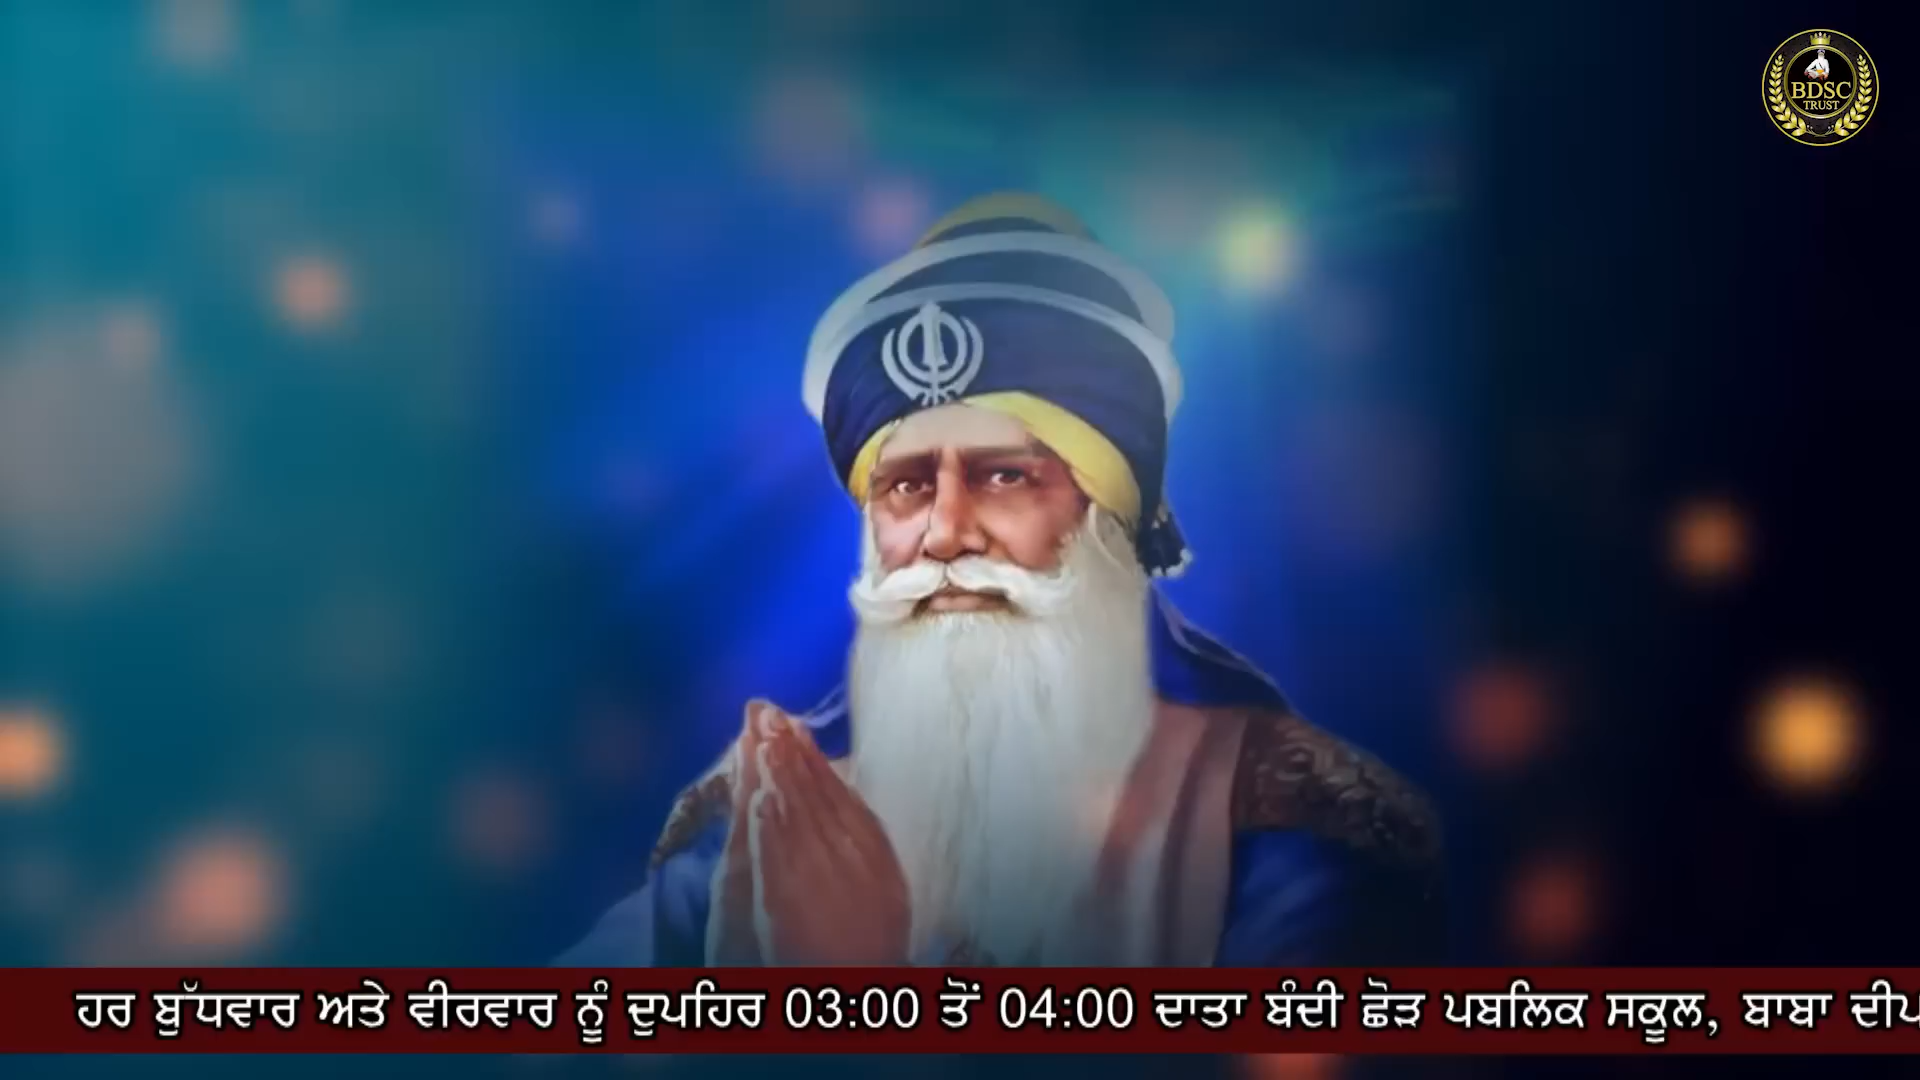 BDSC
TRUST
ਹਰ ਬੁੱਧਵਾਰ ਅਤੇ ਵੀਰਵਾਰ ਨੂੰ ਦੁਪਹਿਰ 03:00 ਤੋਂ 04:00 ਦਾਤਾ ਬੰਦੀ ਛੋੜ ਪਬਲਿਕ ਸਕੂਲ, ਬਾਬਾ ਦੀਪ